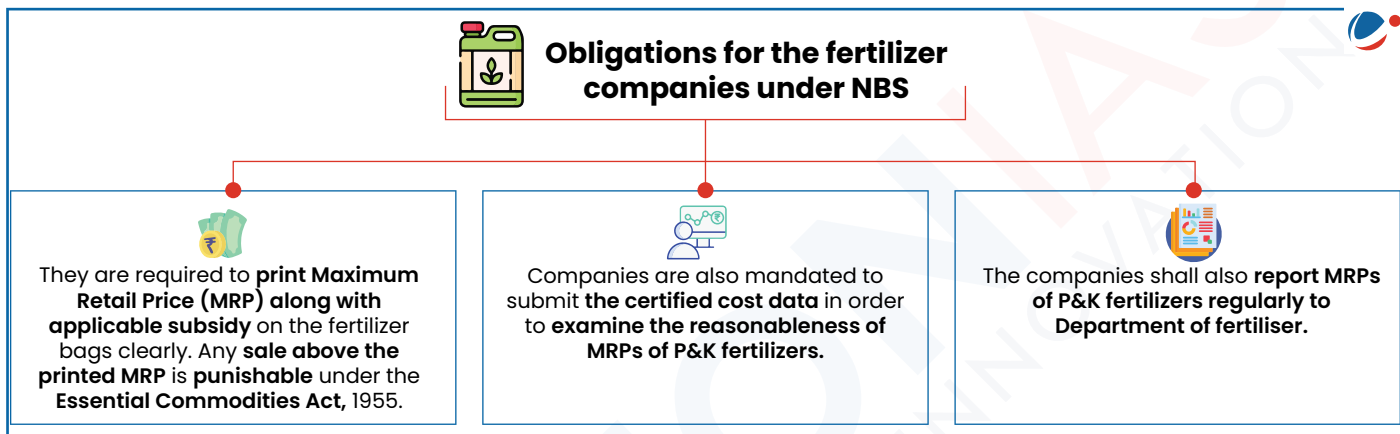 Obligations for the fertilizer
companies under NBS
They are required to print Maximum
Retail Price (MRP) along with
applicable subsidy on the fertilizer
bags clearly. Any sale above the
printed MRP is punishable under the
Essential Commodities Act, 1955.
Companies are also mandated to
submit the certified cost data in order
to examine the reasonableness of
MRPs of P&K fertilizers.
The companies shall also report MRPs
of P&K fertilizers regularly to
Department of fertiliser.